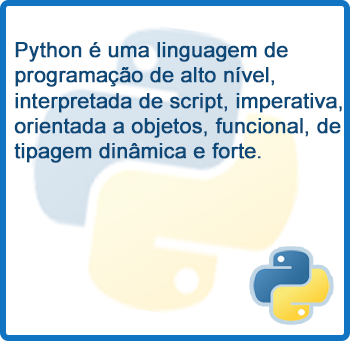 Python é uma linguagem de
programação de alto nível,
interpretada de script, imperativa,
orientada a objetos, funcional, de
tipagem dinâmica e forte.